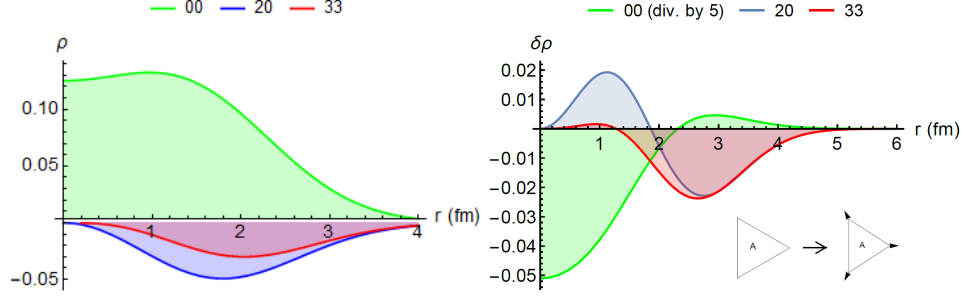 00 20 33
ρ
0.10
0.05
r (fm)
1 2 3 4
−0.05
00 (div. by 5) 20 33
δρ
0.02
0.01
r (fm)
1 2 3 4 5 6
−0.01
−0.02
−0.03
−0.04
−0.05
A A